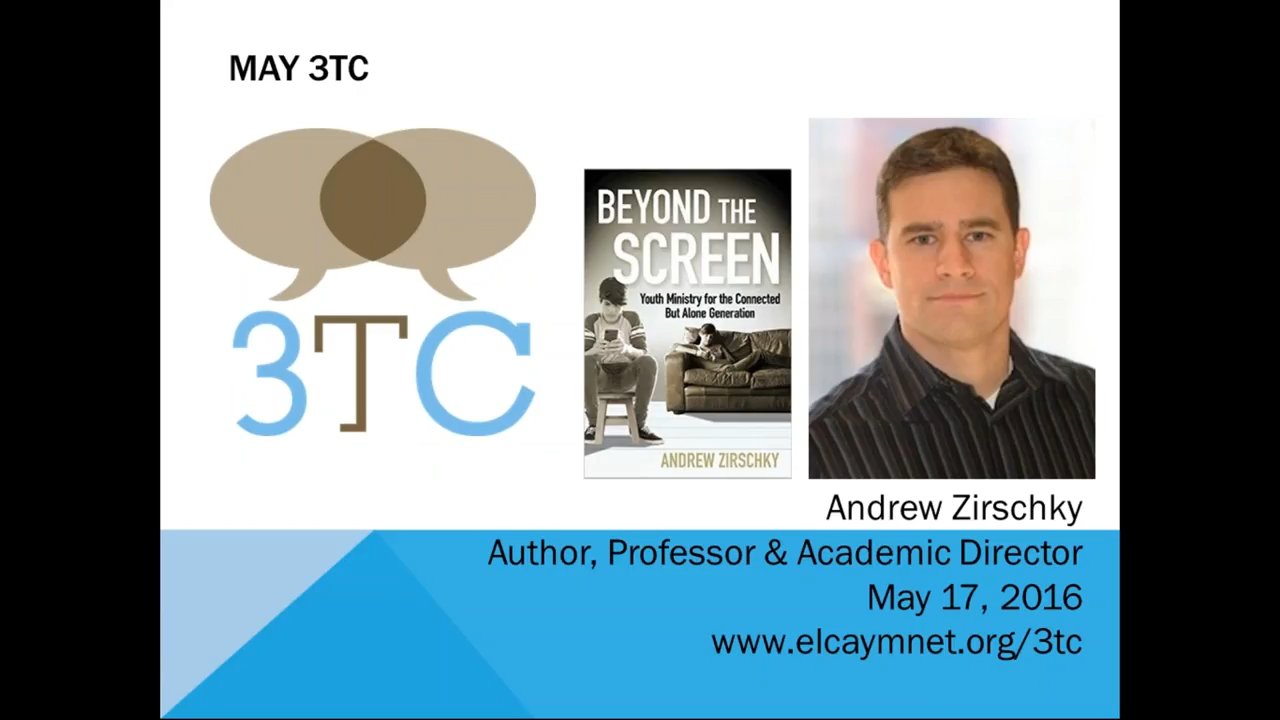 MAY 3TC
3TC
BEYOND THE
SCREEN
Youth Ministry for the Connected
But Alone Generation
ANDREW ZIRSCHKY
Andrew Zirschky
Author, Professor & Academic Director
May 17, 2016
www.elcaymnet.org/3tc